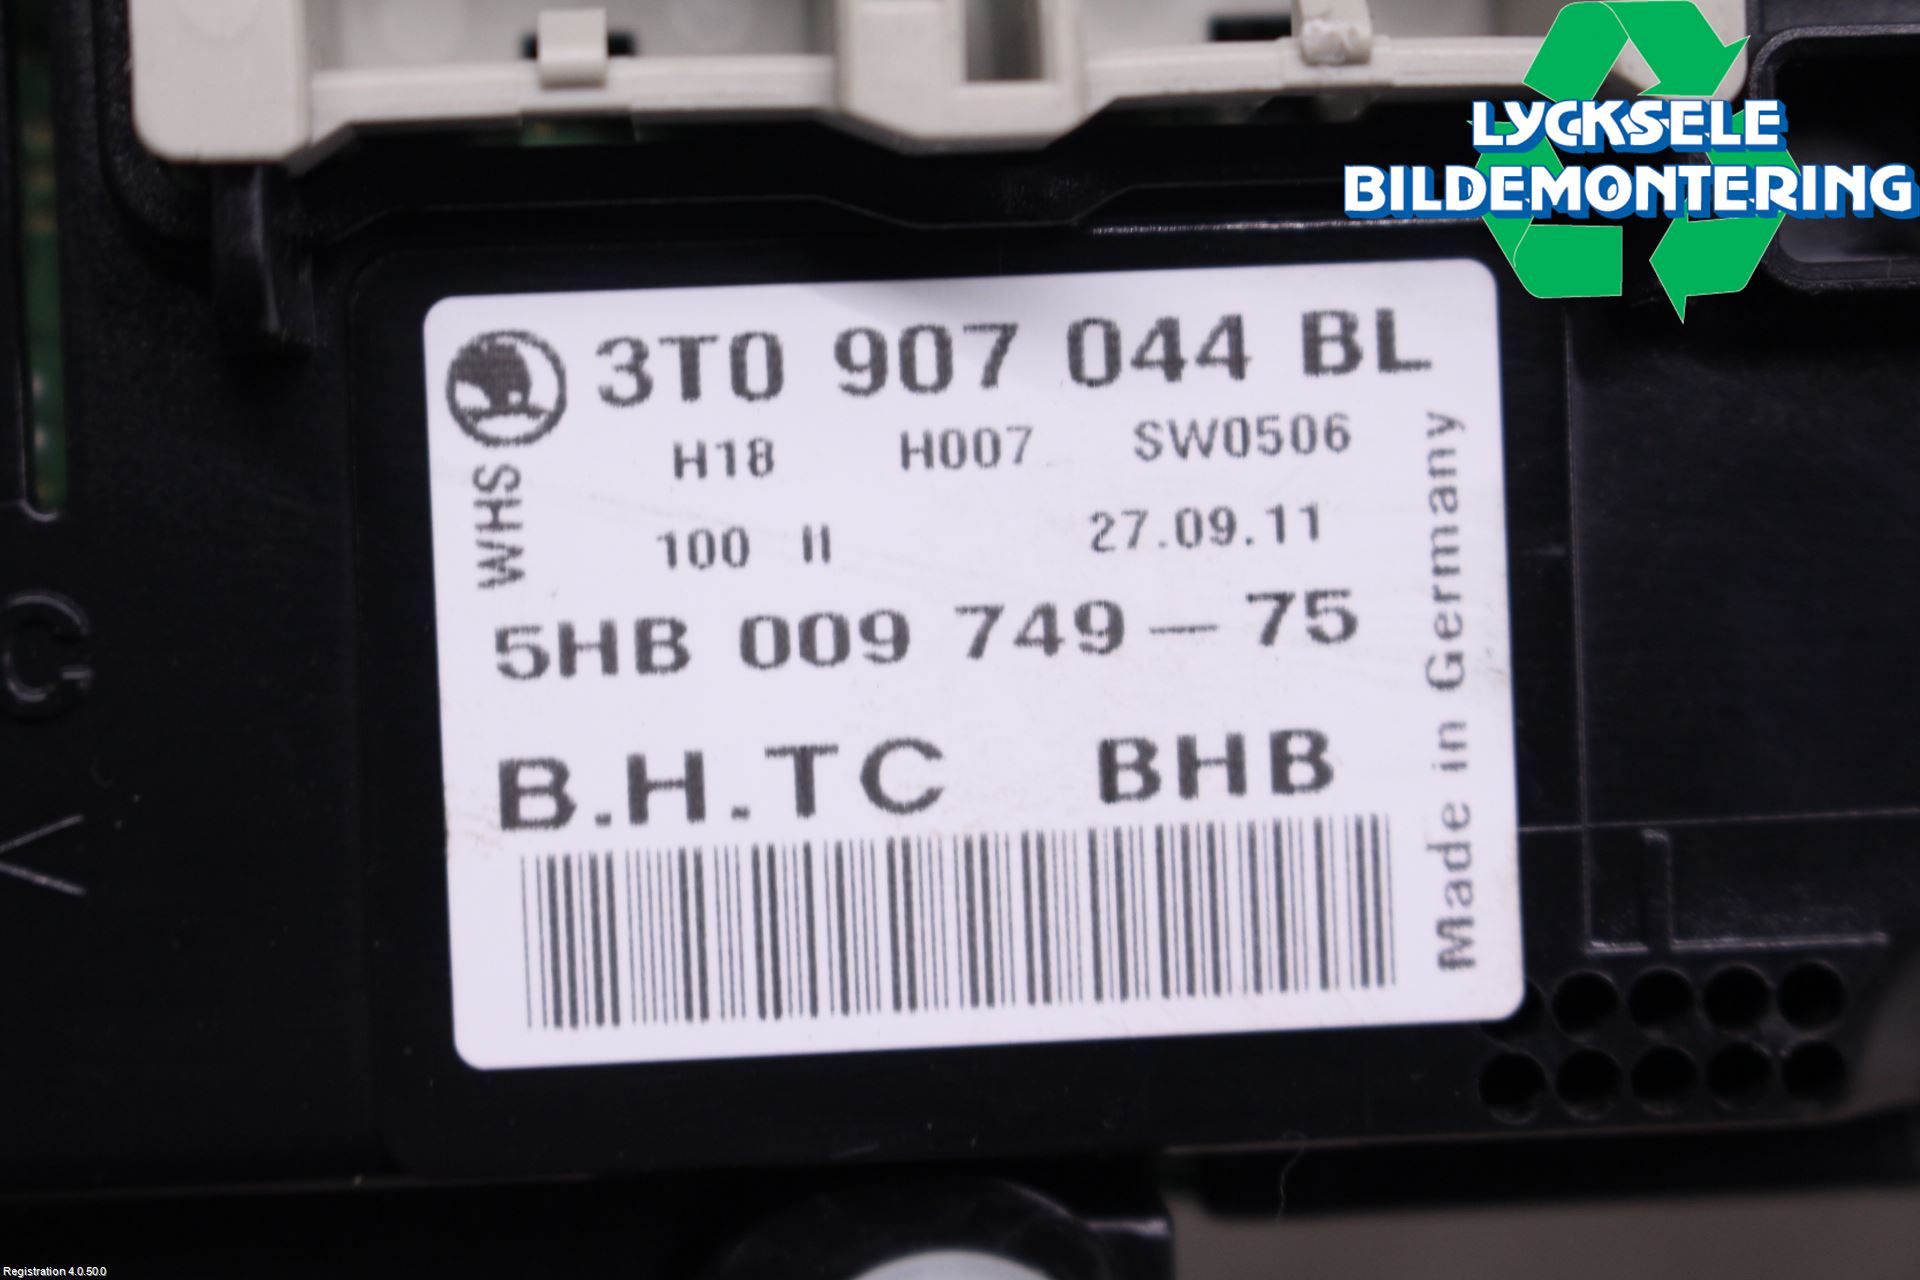 LYCKSELE
BILDEMONTERING
3T0 907 044 BL
H18 H007 SW0506
WHS
100 II 27.09.11
5HB 009 749 — 75
B.H.TC BHB
Made in Germany
C
V
Registration 4.0.50.0